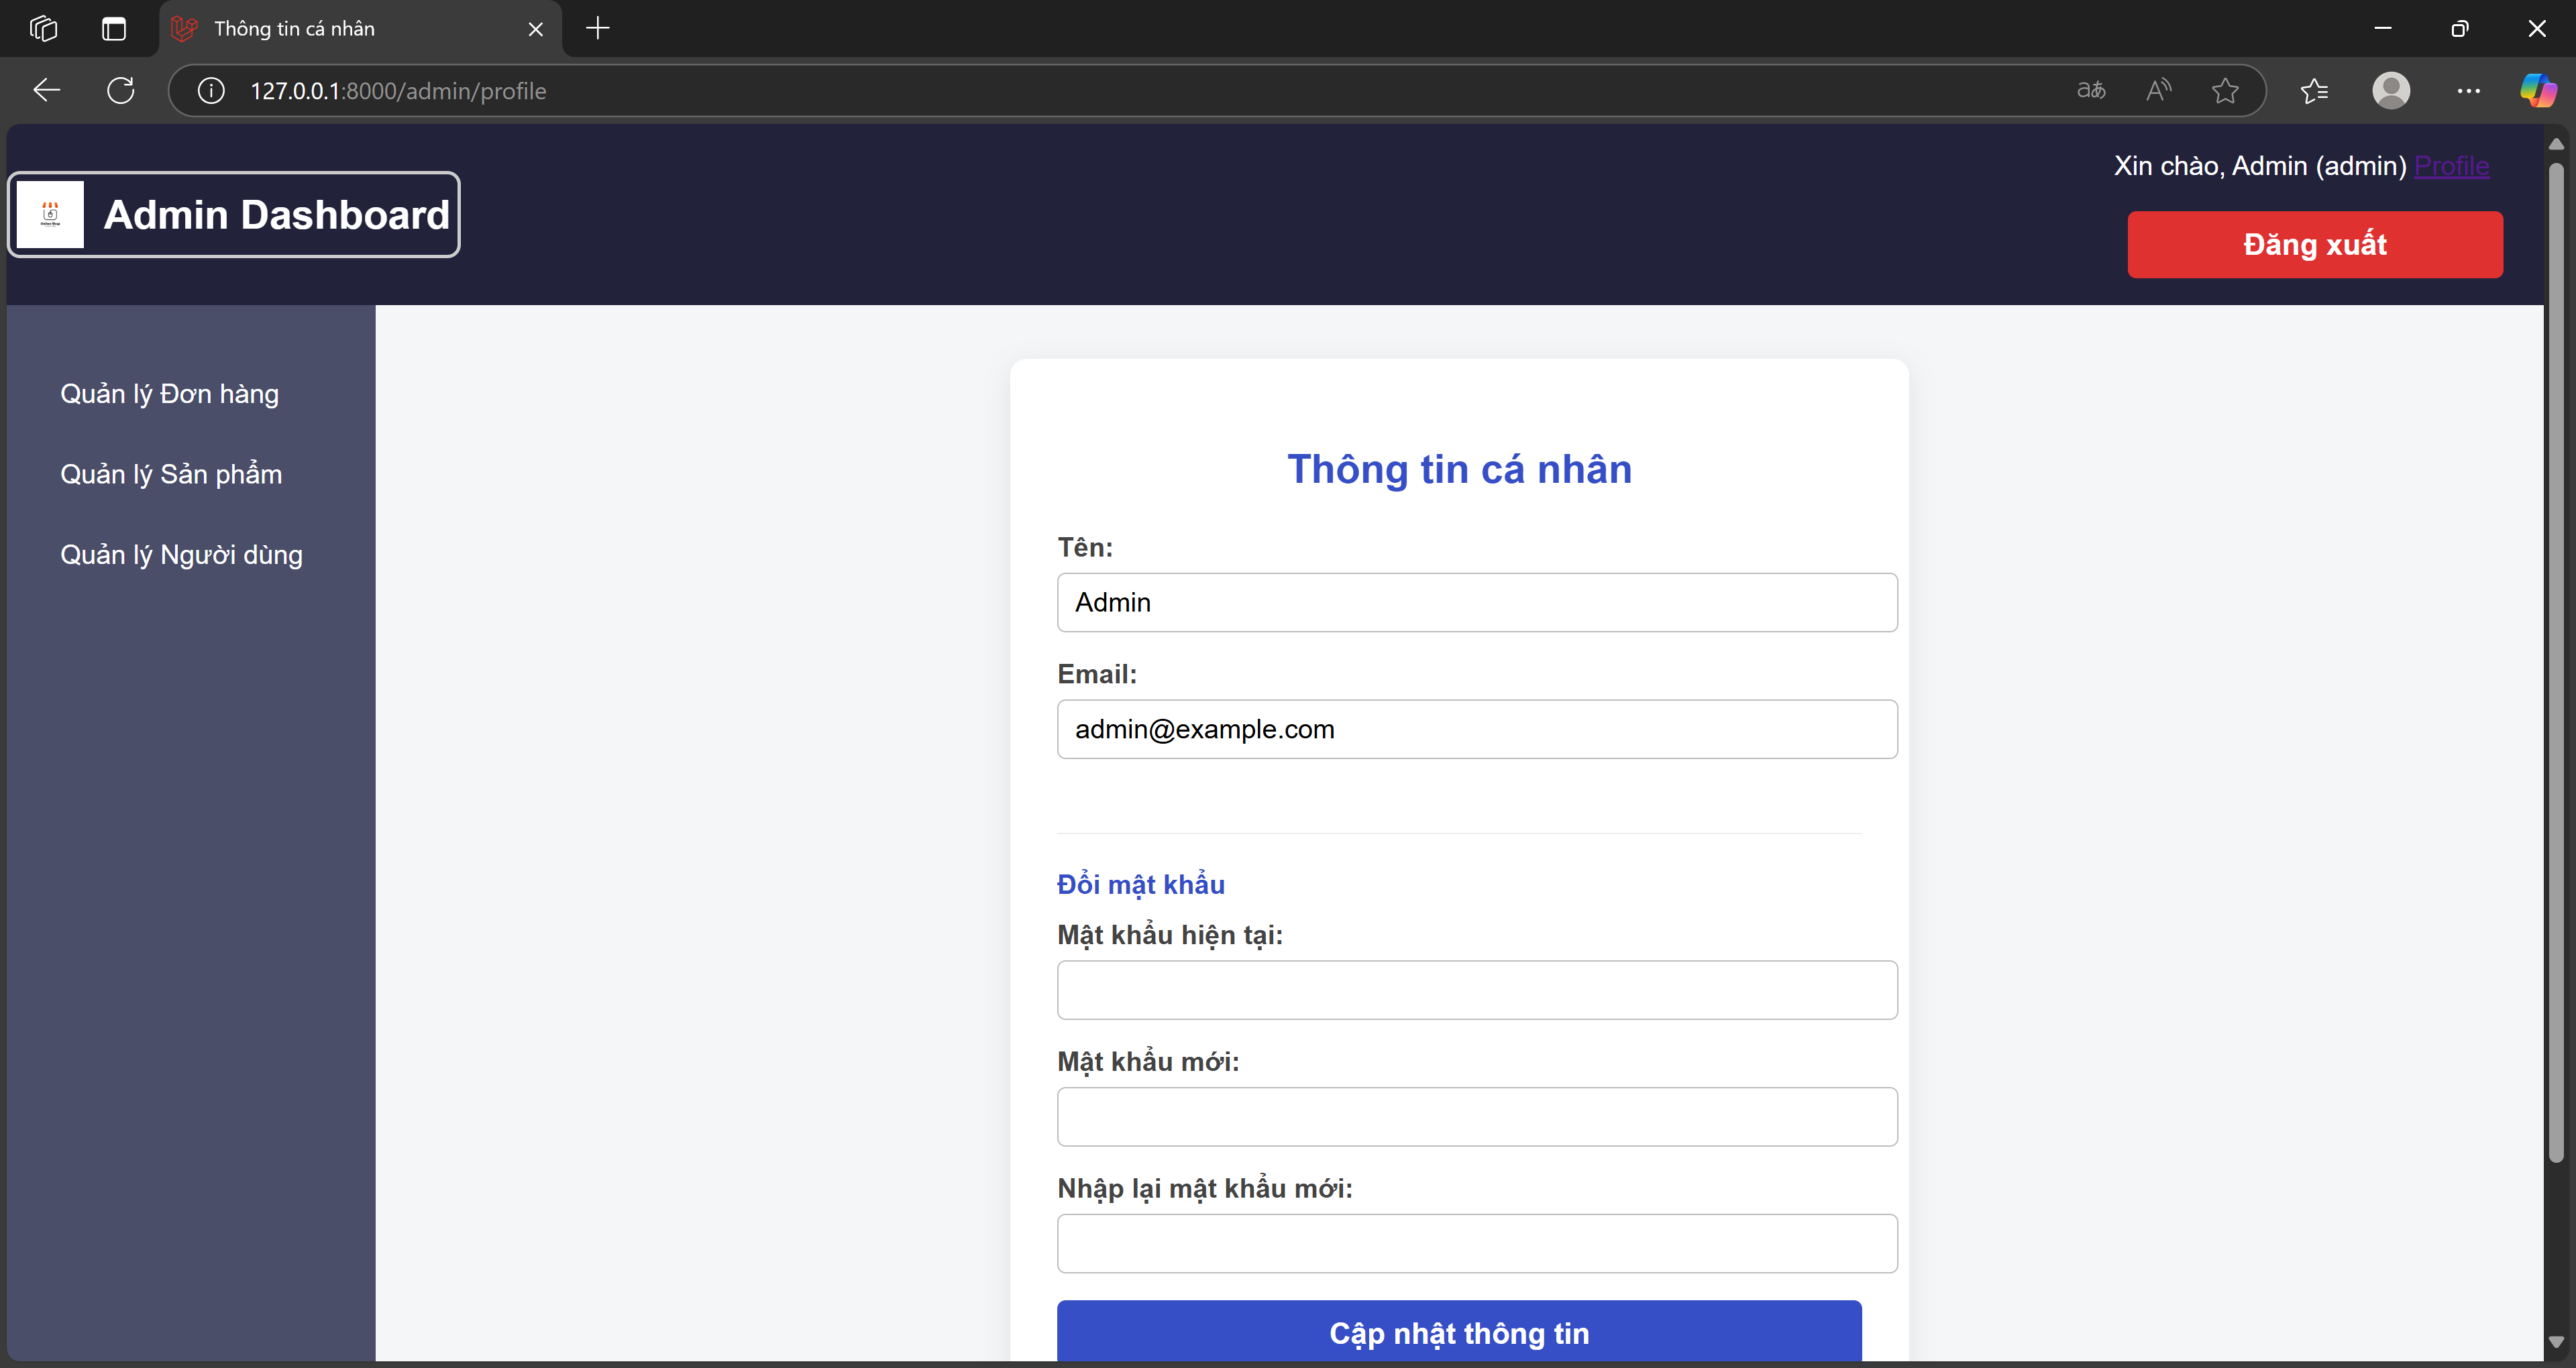 Thông tin cá nhân
127.0.0.1:8000/admin/profile
Xin chào, Admin (admin) Profile
Admin Dashboard
Đăng xuất
Quản lý Đơn hàng
Quản lý Sản phẩm
Quản lý Người dùng
Thông tin cá nhân
Tên:
Admin
Email:
admin@example.com
Đổi mật khẩu
Mật khẩu hiện tại:
Mật khẩu mới:
Nhập lại mật khẩu mới:
Cập nhật thông tin